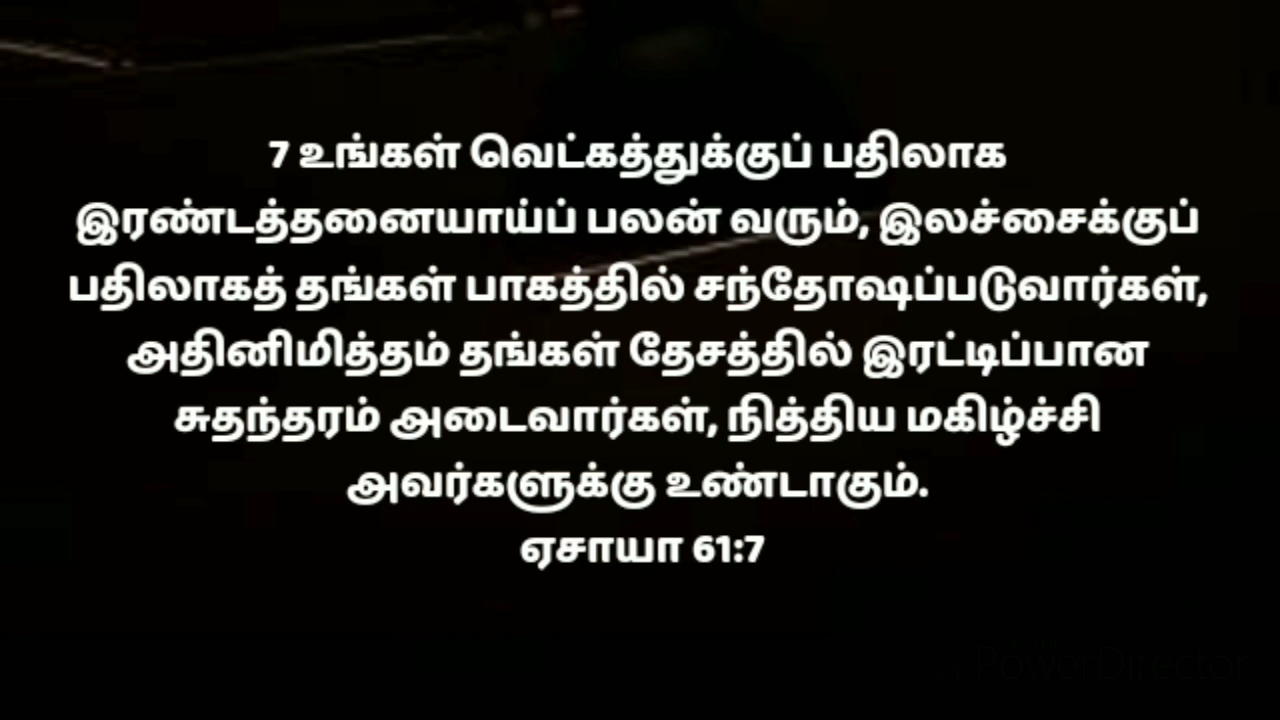 7 உங்கள் வெட்கத்துக்குப் பதிலாக
இரண்டத்தனையாய்ப் பலன் வரும், இலச்சைக்குப்
பதிலாகத் தங்கள் பாகத்தில் சந்தோஷப்படுவார்கள்,
அதினிமித்தம் தங்கள் தேசத்தில் இரட்டிப்பான
சுதந்தரம் அடைவார்கள், நித்திய மகிழ்ச்சி
அவர்களுக்கு உண்டாகும்.
ஏசாயா 61:7
PowerDirector